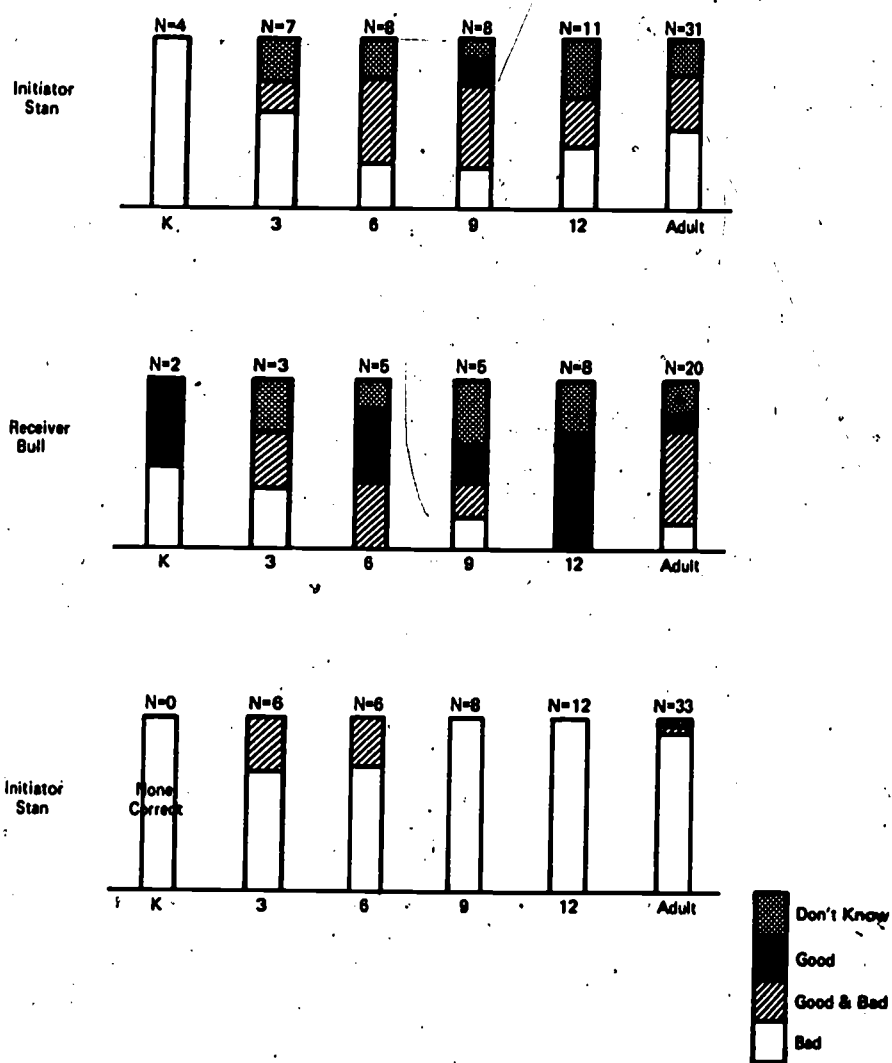 N=4 N=7 N=8 N=8 N=11 N=31
Initiator
Stan
K 3 6 9 12 Adult
N=2 N=3 N=5 N=5 N=8 N=20
Receiver
Bull
K 3 6 9 12 Adult
N=0 N=6 N=6 N=8 N=12 N=33
Initiator
Stan
None
Correct
K 3 6 9 12 Adult
Don't Know
Good
Good & Bad
Bad